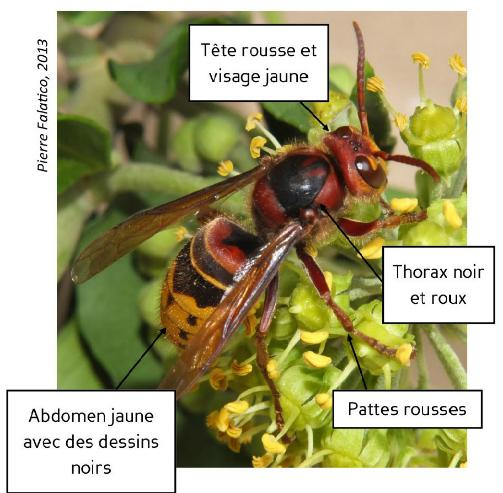 Pierre Falatico, 2013
Tête rousse et
visage jaune
Thorax noir
et roux
Pattes rousses
Abdomen jaune
avec des dessins
noirs